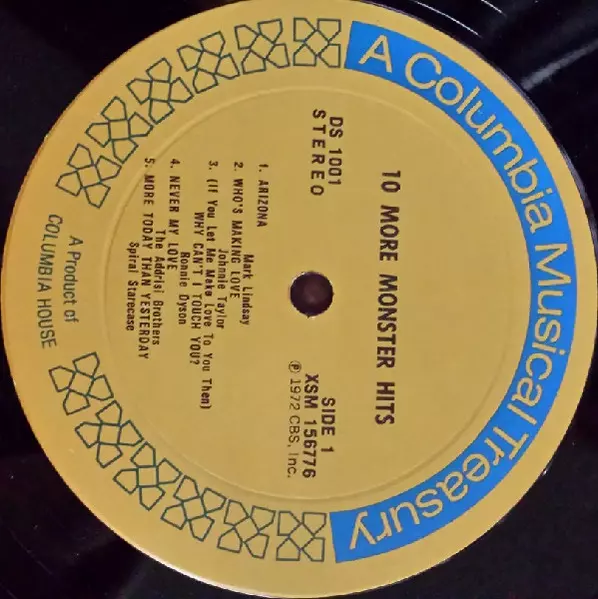 A Columbia Musical Treasury
10 MORE MONSTER HITS
DS 1001
STEREO
SIDE 1
XSM 156776
℗ 1972 CBS, Inc.
1. ARIZONA
Mark Lindsay
2. WHO'S MAKING LOVE
Johnnie Taylor
3. (If You Let Me Make Love To You Then)
WHY CAN'T I TOUCH YOU?
Ronnie Dyson
4. NEVER MY LOVE
The Addrisi Brothers
5. MORE TODAY THAN YESTERDAY
Spiral Starecase
A Product of
COLUMBIA HOUSE